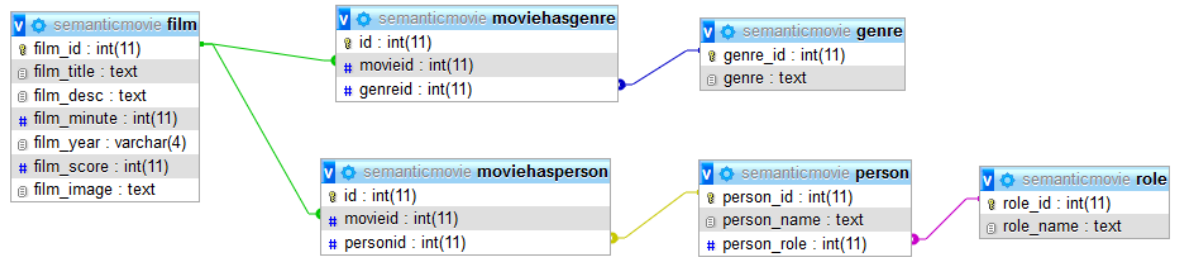 semanticmovie film
film_id : int(11)
film_title : text
film_desc : text
film_minute : int(11)
film_year : varchar(4)
film_score : int(11)
film_image : text
semanticmovie moviehasgenre
id : int(11)
movieid : int(11)
genreid : int(11)
semanticmovie genre
genre_id : int(11)
genre : text
semanticmovie moviehasperson
id : int(11)
movieid : int(11)
personid : int(11)
semanticmovie person
person_id : int(11)
person_name : text
person_role : int(11)
semanticmovie role
role_id : int(11)
role_name : text